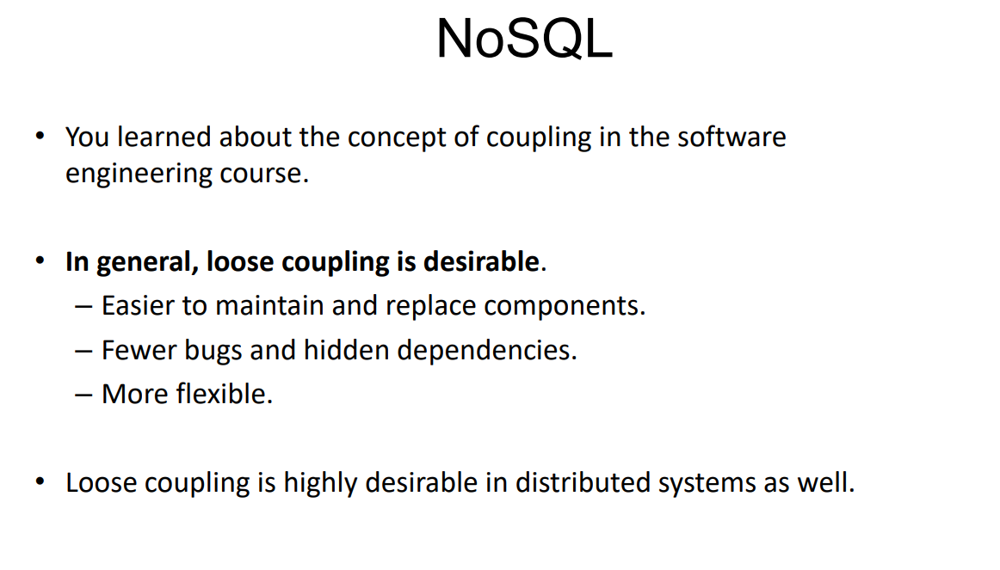 NoSQL
• You learned about the concept of coupling in the software
engineering course.
• In general, loose coupling is desirable.
– Easier to maintain and replace components.
– Fewer bugs and hidden dependencies.
– More flexible.
• Loose coupling is highly desirable in distributed systems as well.